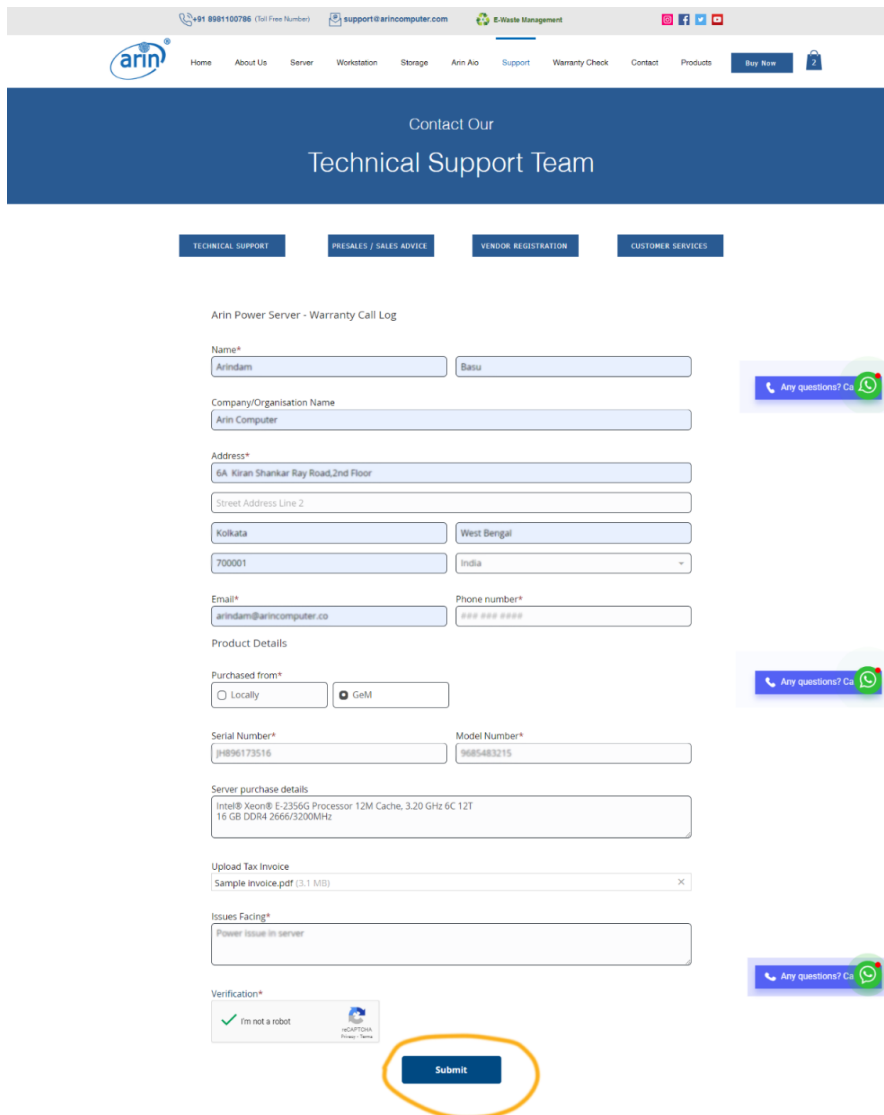 +91 8981100786 (Toll Free Number) support@arincomputer.com E-Waste Management
arin®
Home About Us Server Workstation Storage Arin Aio Support Warranty Check Contact Products Buy Now 2
Contact Our
Technical Support Team
TECHNICAL SUPPORT PRESALES / SALES ADVICE VENDOR REGISTRATION CUSTOMER SERVICES
Arin Power Server - Warranty Call Log
Name*
Arindam Basu
Company/Organisation Name
Arin Computer
Any questions? Ca
Address*
6A Kiran Shankar Ray Road,2nd Floor
Street Address Line 2
Kolkata West Bengal
700001 India
Email* Phone number*
arindam@arincomputer.co ### ### ####
Product Details
Purchased from*
Any questions? Ca
Locally GeM
Serial Number* Model Number*
JH896173516 9685483215
Server purchase details
Intel® Xeon® E-2356G Processor 12M Cache, 3.20 GHz 6C 12T
16 GB DDR4 2666/3200MHz
Upload Tax Invoice
Sample invoice.pdf (3.1 MB)
Issues Facing*
Power issue in server
Any questions? Ca
Verification*
I'm not a robot
reCAPTCHA
Privacy - Terms
Submit